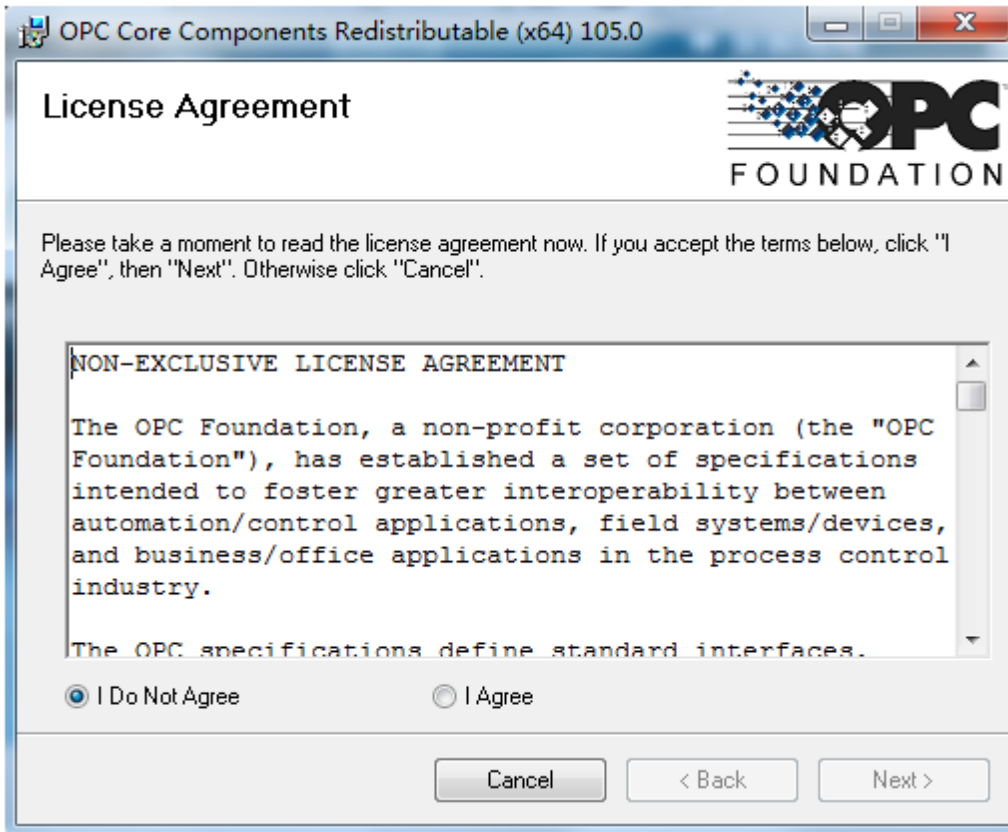 OPC Core Components Redistributable (x64) 105.0
License Agreement
OPC
FOUNDATION
Please take a moment to read the license agreement now. If you accept the terms below, click "I
Agree", then "Next". Otherwise click "Cancel".
NON-EXCLUSIVE LICENSE AGREEMENT
The OPC Foundation, a non-profit corporation (the "OPC
Foundation"), has established a set of specifications
intended to foster greater interoperability between
automation/control applications, field systems/devices,
and business/office applications in the process control
industry.
The OPC specifications define standard interfaces,
I Do Not Agree
I Agree
Cancel
< Back
Next >